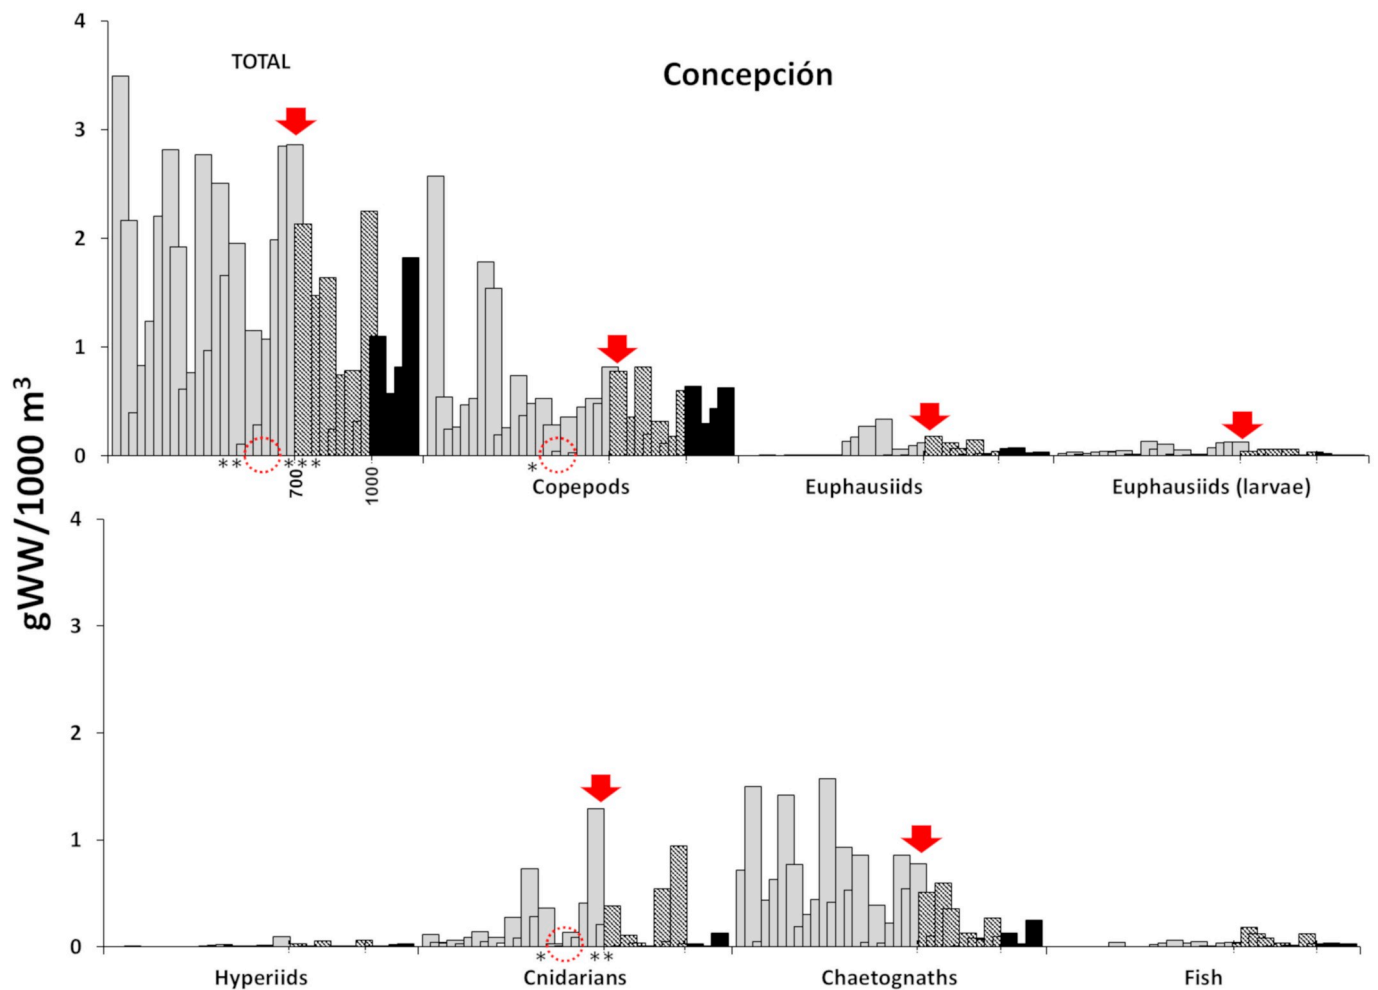 4
TOTAL
Concepción
3
2
1
0
* * * * *
*
700
1000
Copepods
Euphausiids
Euphausiids (larvae)
gWW/1000 m³
4
3
2
1
0
* * *
Hyperiids
Cnidarians
Chaetognaths
Fish